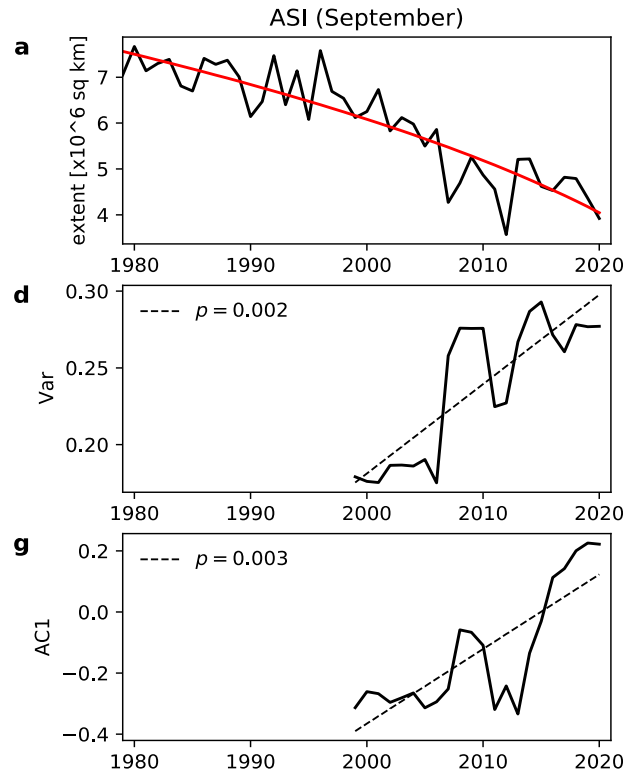 ASI (September)
a
extent [x10^6 sq km]
7
6
5
4
1980 1990 2000 2010 2020
d
p = 0.002
Var
0.30
0.25
0.20
1980 1990 2000 2010 2020
g
p = 0.003
AC1
0.2
0.0
−0.2
−0.4
1980 1990 2000 2010 2020